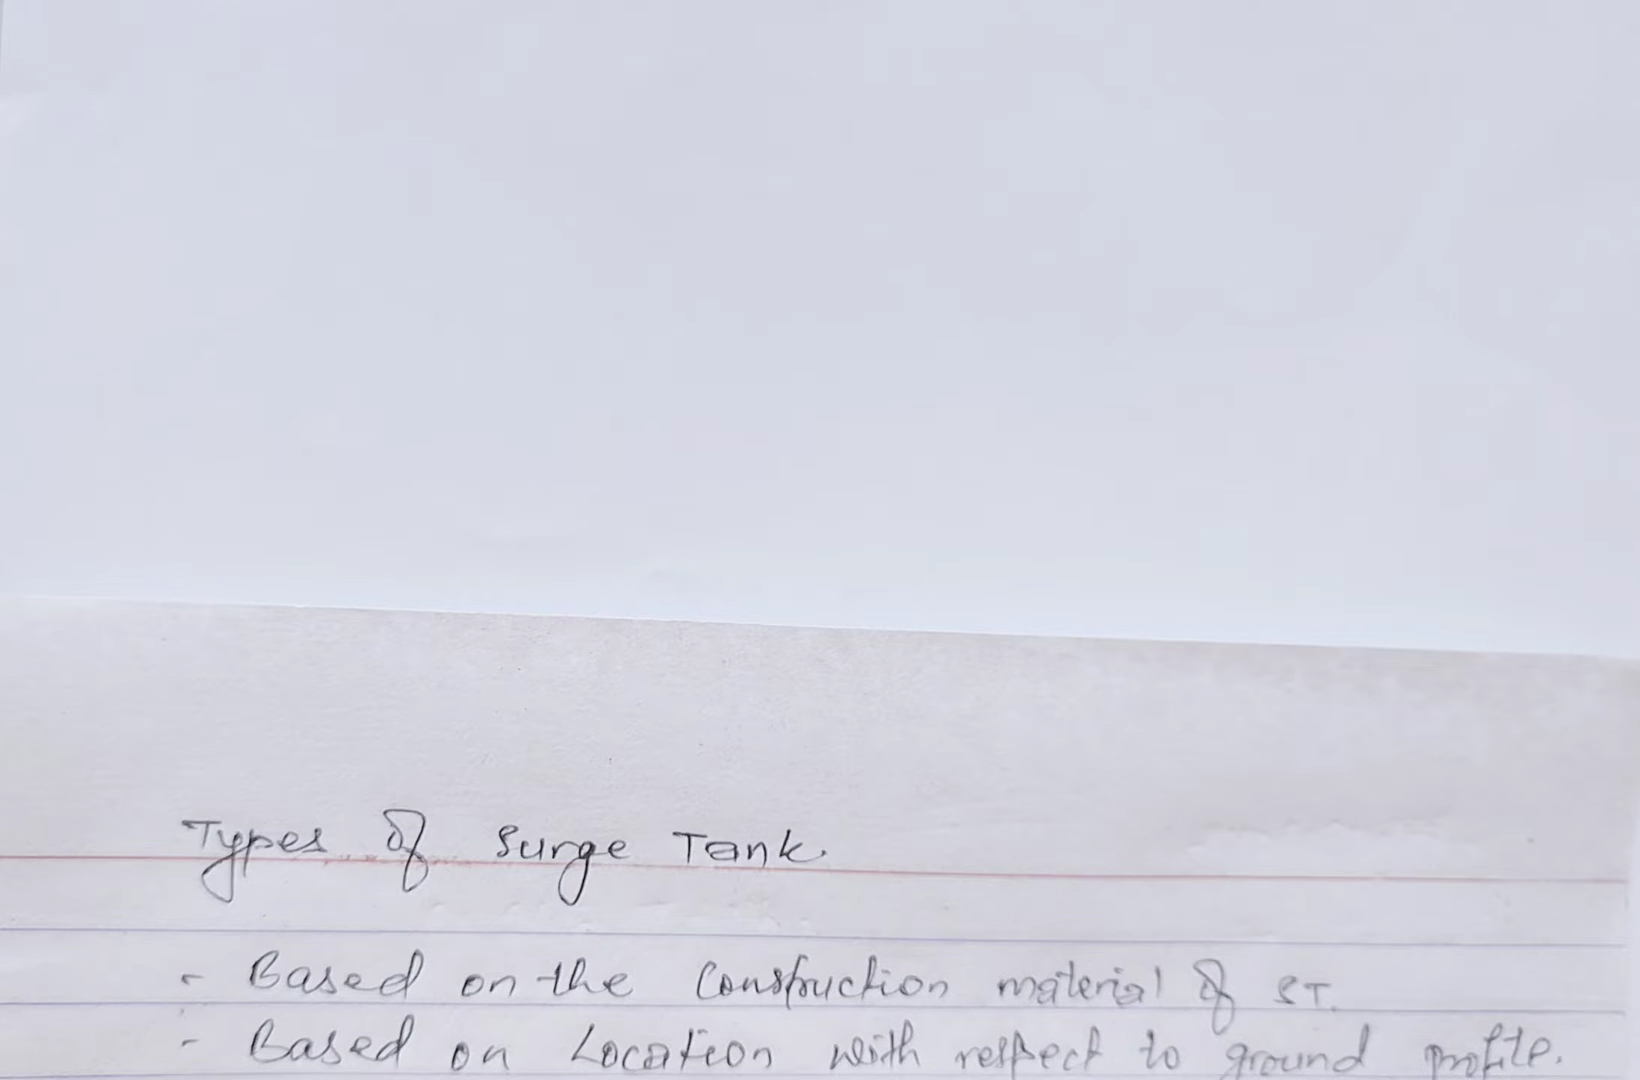 Types of Surge Tank.
- Based on the Construction material of ST.
- Based on Location with respect to ground profile.